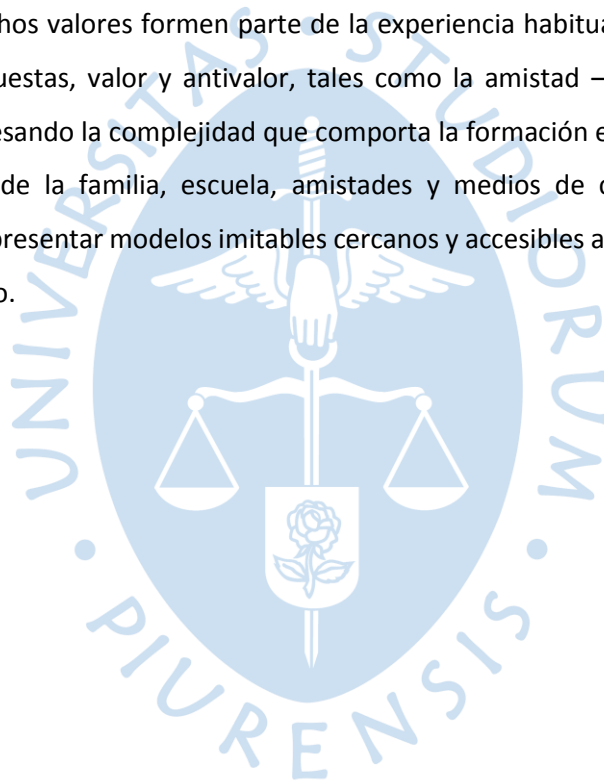 hos valores formen parte de la experiencia habitua
uestas, valor y antivalor, tales como la amistad –
esando la complejidad que comporta la formación e
de la familia, escuela, amistades y medios de
presentar modelos imitables cercanos y accesibles a
o.
UNIVERSITAS • STUDIORUM • PIURENSIS •